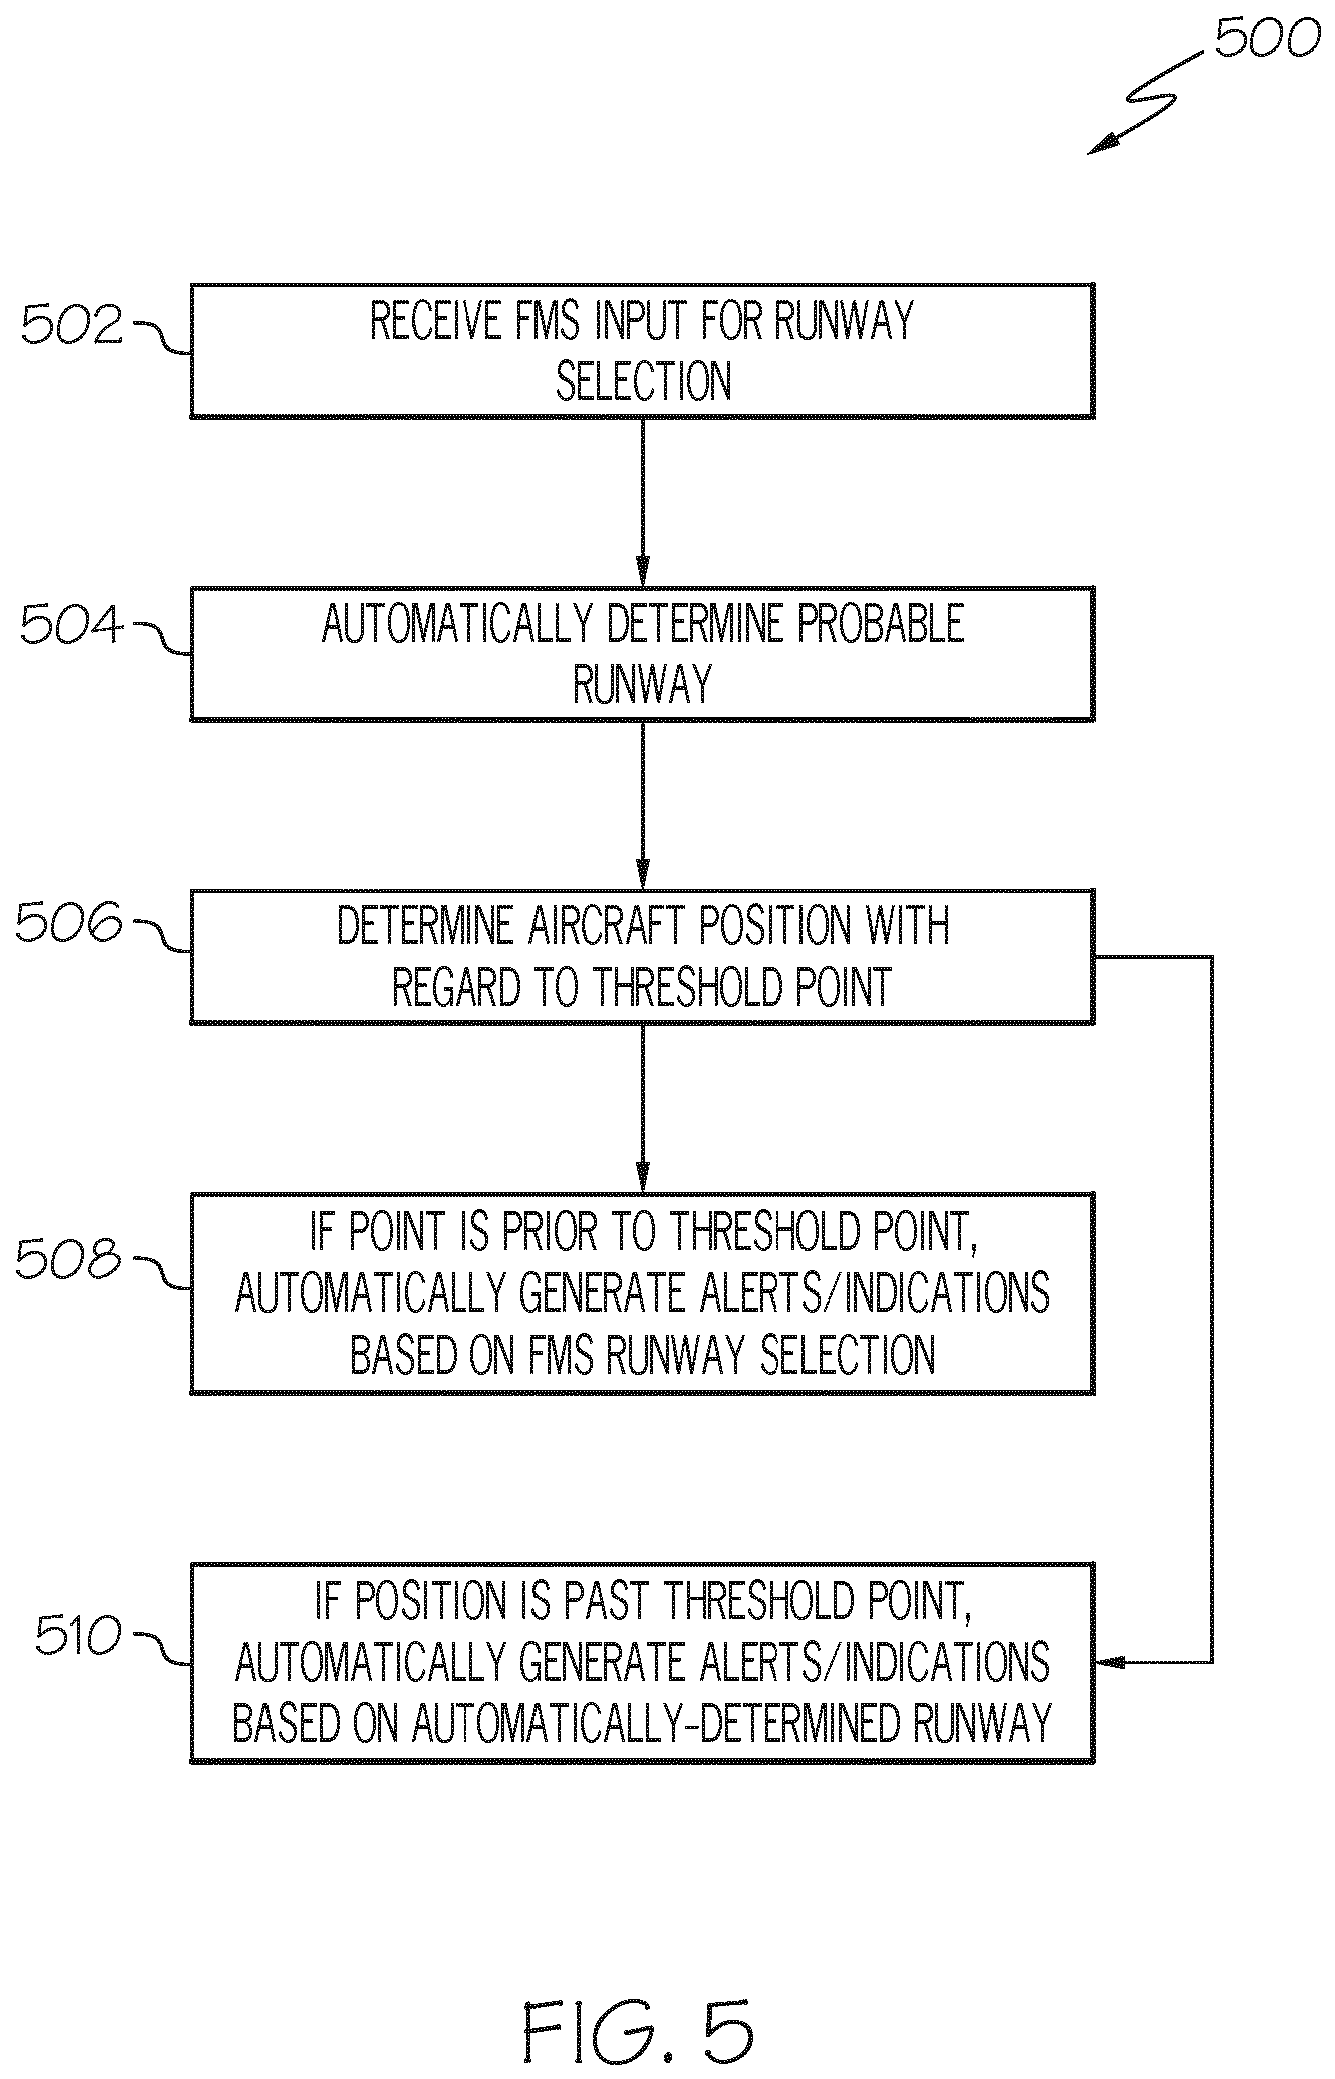 500
502
RECEIVE FMS INPUT FOR RUNWAY
SELECTION
504
AUTOMATICALLY DETERMINE PROBABLE
RUNWAY
506
DETERMINE AIRCRAFT POSITION WITH
REGARD TO THRESHOLD POINT
508
IF POINT IS PRIOR TO THRESHOLD POINT,
AUTOMATICALLY GENERATE ALERTS/INDICATIONS
BASED ON FMS RUNWAY SELECTION
510
IF POSITION IS PAST THRESHOLD POINT,
AUTOMATICALLY GENERATE ALERTS/INDICATIONS
BASED ON AUTOMATICALLY-DETERMINED RUNWAY
FIG. 5